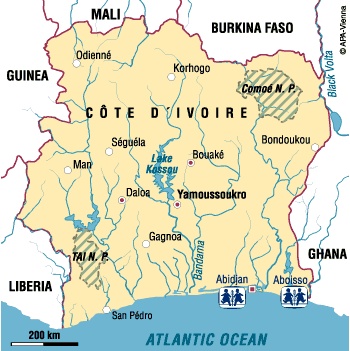 MALI
BURKINA FASO
© APA-Vienna
Odienné
GUINEA
Korhogo
Comoé N. P.
Black Volta
CÔTE D'IVOIRE
Séguéla
Lake
Kossou
Bouaké
Bondoukou
Man
Daloa
Yamoussoukro
Gagnoa
TAI N. P.
Bandama
GHANA
LIBERIA
Abidjan
Aboisso
San Pédro
200 km
ATLANTIC OCEAN